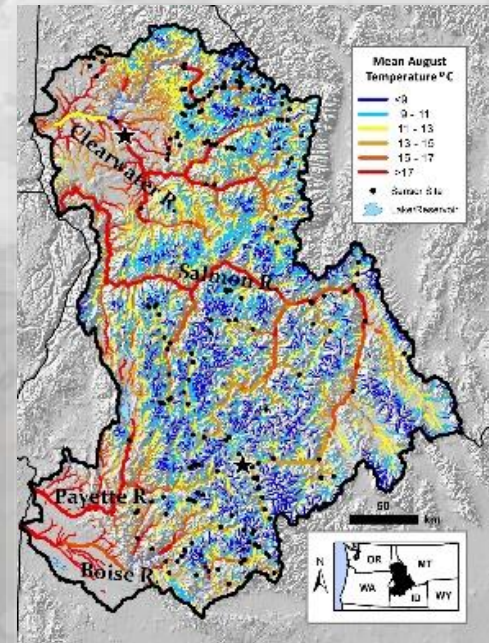 Mean August
Temperature °C
<9
9 - 11
11 - 13
13 - 15
15 - 17
>17
Sensor Site
Lake/Reservoir
Clearwater R.
Salmon R.
Payette R.
Boise R.
50
km
N
OR
MT
WA
ID
WY